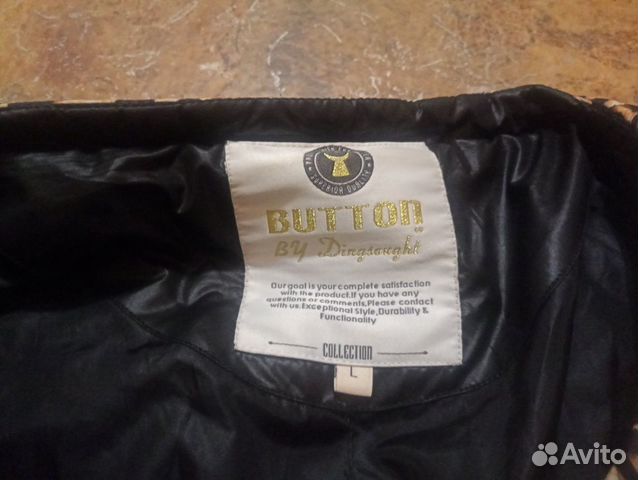 SUPERIOR QUALITY
BUTTON
BY Dingsought
Our goal is your complete satisfaction
with the product.If you have any
questions or comments,Please contact
with us.Exceptional Style,Durability &
Functionality
COLLECTION
L
Avito